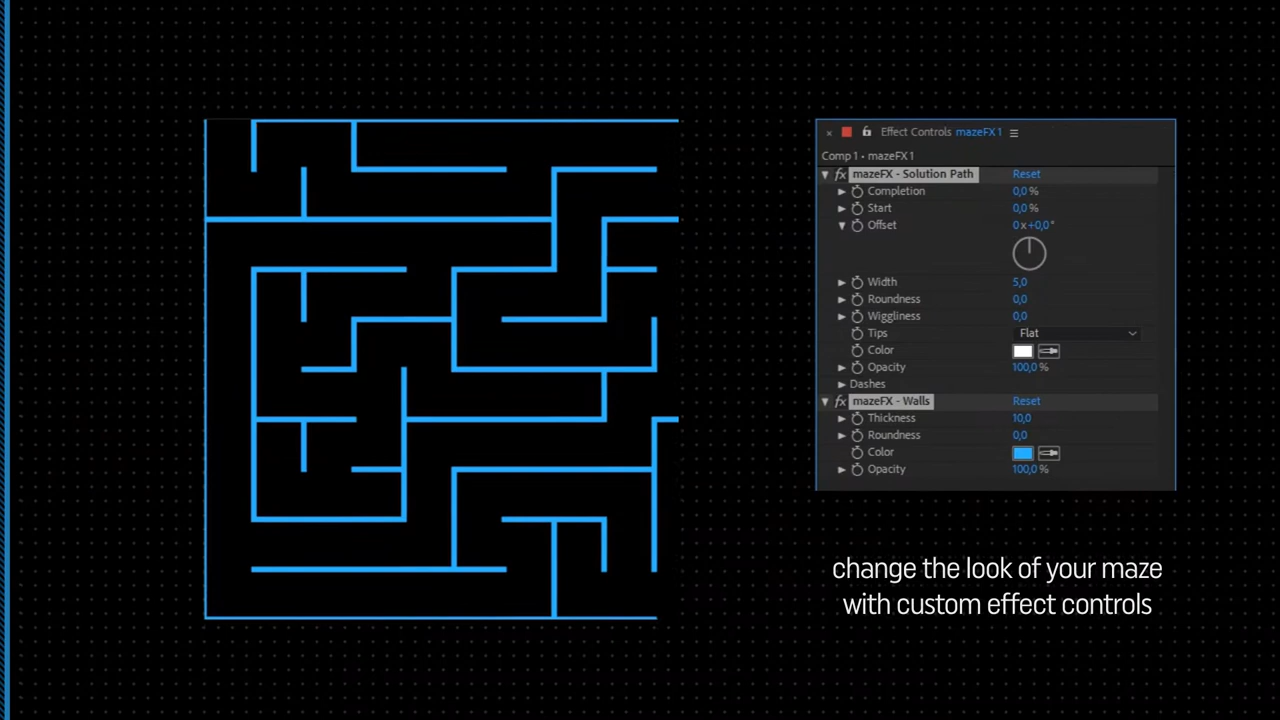 Effect Controls mazeFX 1
Comp 1 • mazeFX 1
fx mazeFX - Solution Path Reset
Completion 0,0 %
Start 0,0 %
Offset 0 x +0,0 °
Width 5,0
Roundness 0,0
Wiggliness 0,0
Tips Flat
Color
Opacity 100,0 %
Dashes
fx mazeFX - Walls Reset
Thickness 10,0
Roundness 0,0
Color
Opacity 100,0 %
change the look of your maze
with custom effect controls